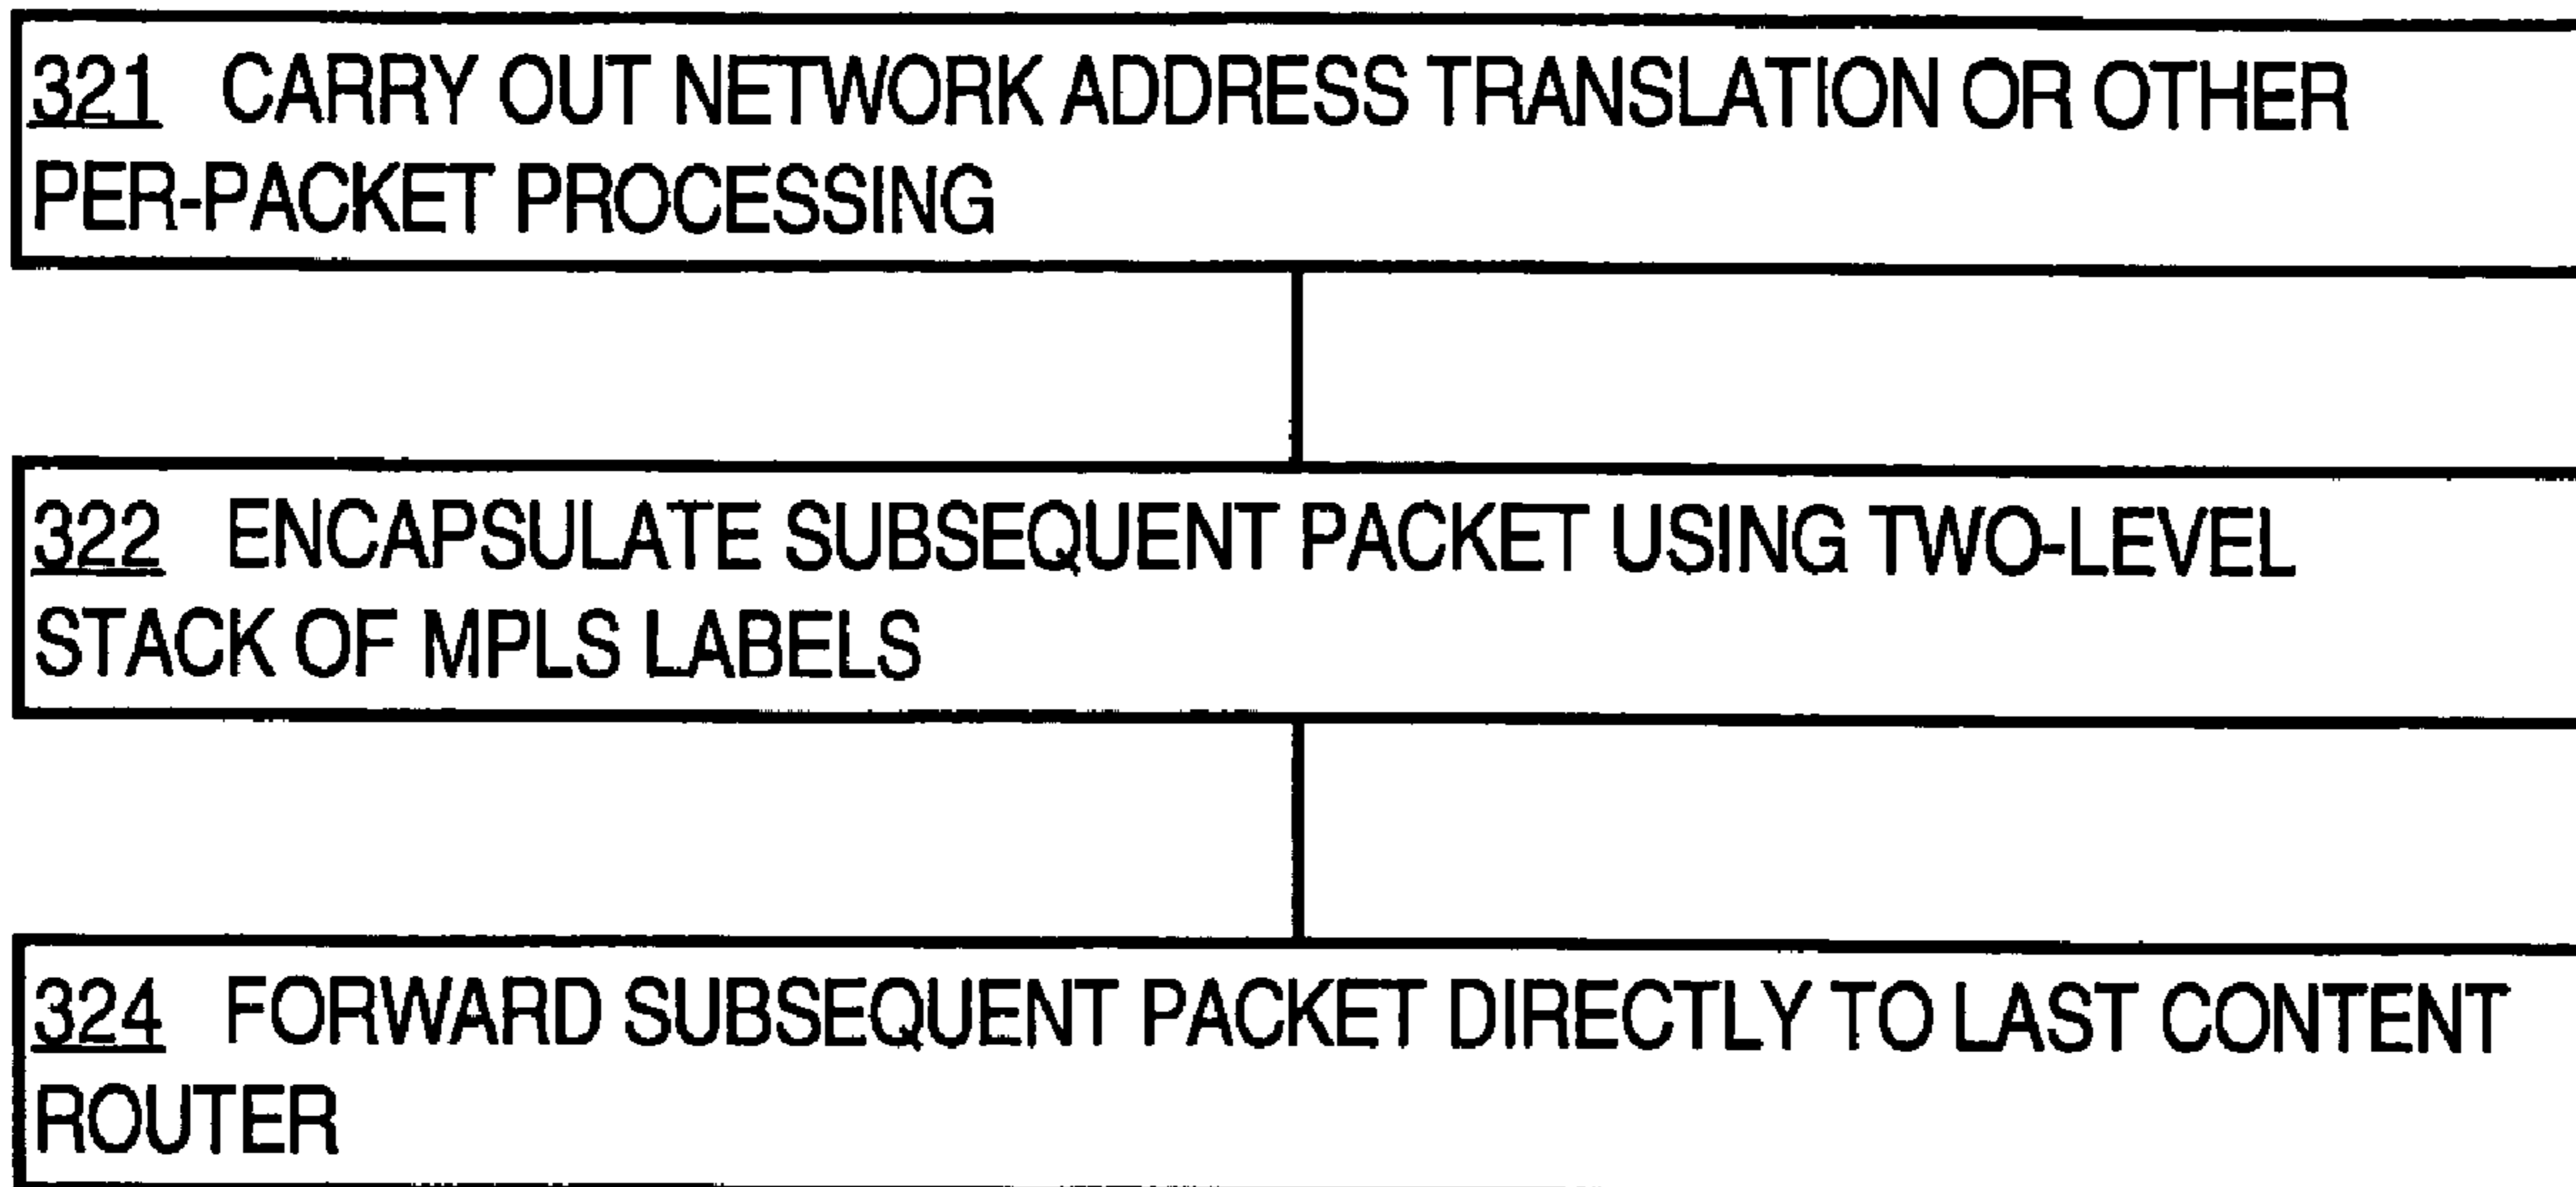 321 CARRY OUT NETWORK ADDRESS TRANSLATION OR OTHER
PER-PACKET PROCESSING
322 ENCAPSULATE SUBSEQUENT PACKET USING TWO-LEVEL
STACK OF MPLS LABELS
324 FORWARD SUBSEQUENT PACKET DIRECTLY TO LAST CONTENT
ROUTER